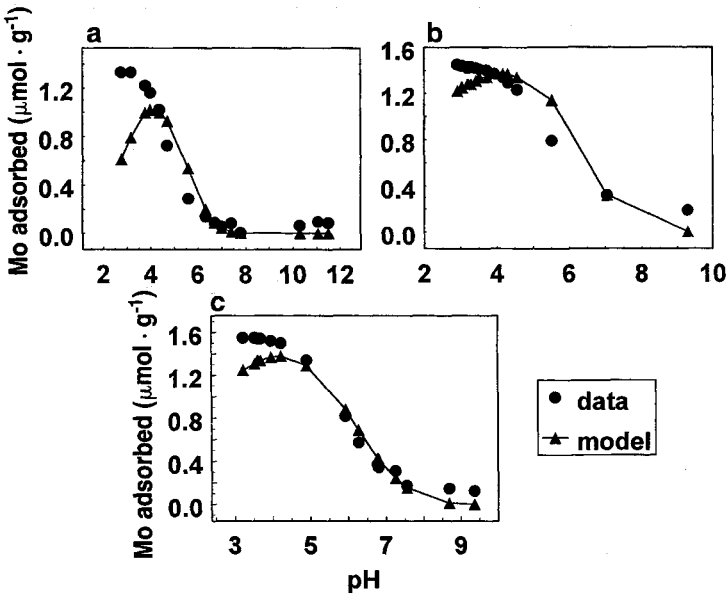 a
b
1.2
0.8
0.4
0.0
2 4 6 8 10 12
1.6
1.2
0.8
0.4
0.0
2 4 6 8 10
Mo adsorbed (μmol · g⁻¹)
c
1.6
1.2
0.8
0.4
0.0
3 5 7 9
Mo adsorbed (μmol · g⁻¹)
pH
data
model